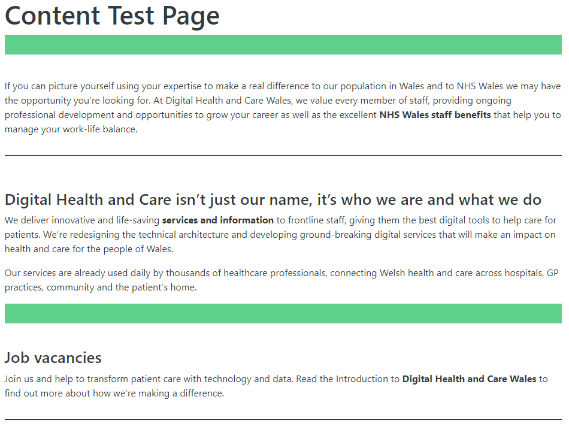 Content Test Page
If you can picture yourself using your expertise to make a real difference to our population in Wales and to NHS Wales we may have
the opportunity you're looking for. At Digital Health and Care Wales, we value every member of staff, providing ongoing
professional development and opportunities to grow your career as well as the excellent NHS Wales staff benefits that help you to
manage your work-life balance.
Digital Health and Care isn't just our name, it's who we are and what we do
We deliver innovative and life-saving services and information to frontline staff, giving them the best digital tools to help care for
patients. We're redesigning the technical architecture and developing ground-breaking digital services that will make an impact on
health and care for the people of Wales.
Our services are already used daily by thousands of healthcare professionals, connecting Welsh health and care across hospitals, GP
practices, community and the patient's home.
Job vacancies
Join us and help to transform patient care with technology and data. Read the Introduction to Digital Health and Care Wales to
find out more about how we're making a difference.